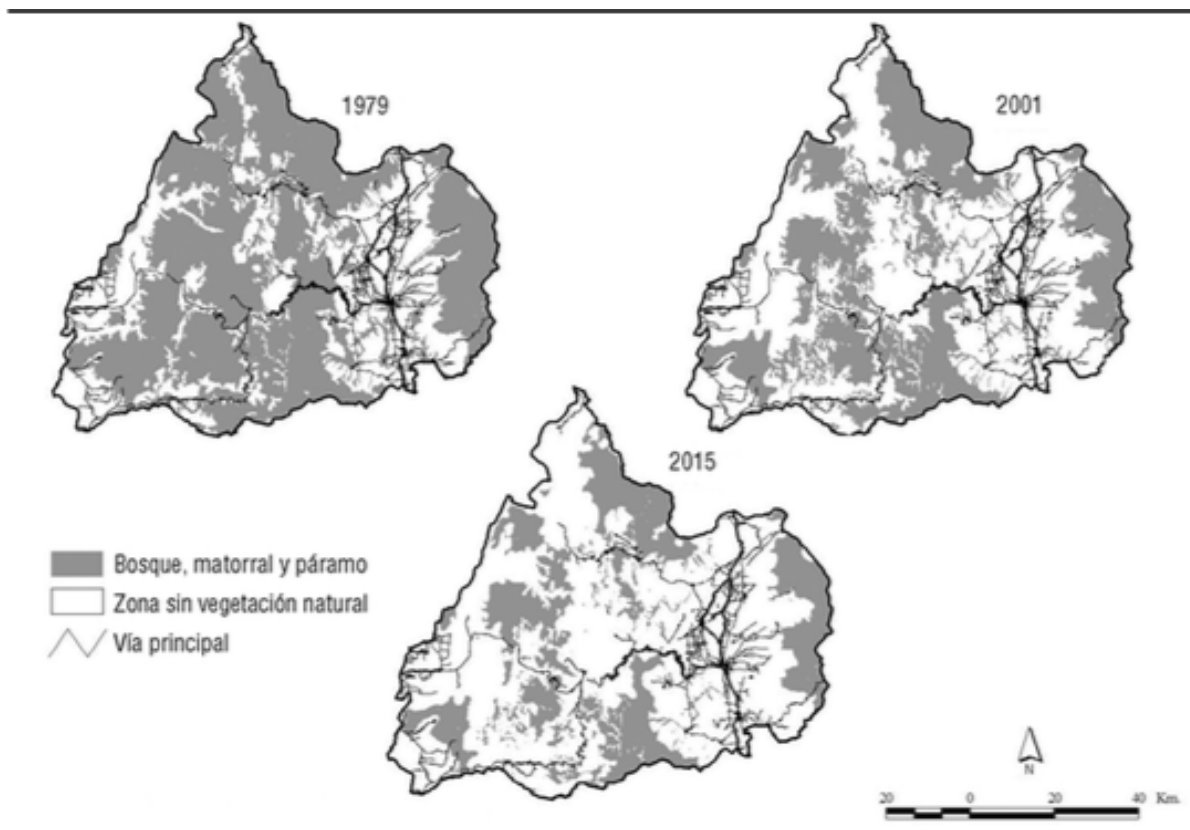 1979
2001
2015
Bosque, matorral y páramo
Zona sin vegetación natural
Vía principal
N
20 0 20 40 Km.